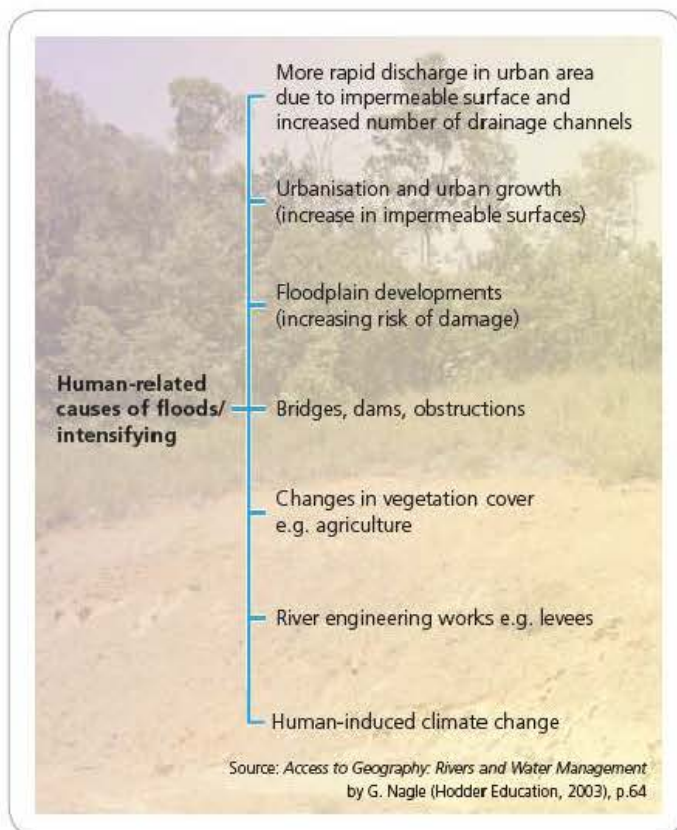 More rapid discharge in urban area
due to impermeable surface and
increased number of drainage channels
Urbanisation and urban growth
(increase in impermeable surfaces)
Floodplain developments
(increasing risk of damage)
Human-related
causes of floods/
intensifying
Bridges, dams, obstructions
Changes in vegetation cover
e.g. agriculture
River engineering works e.g. levees
Human-induced climate change
Source: Access to Geography: Rivers and Water Management
by G. Nagle (Hodder Education, 2003), p.64